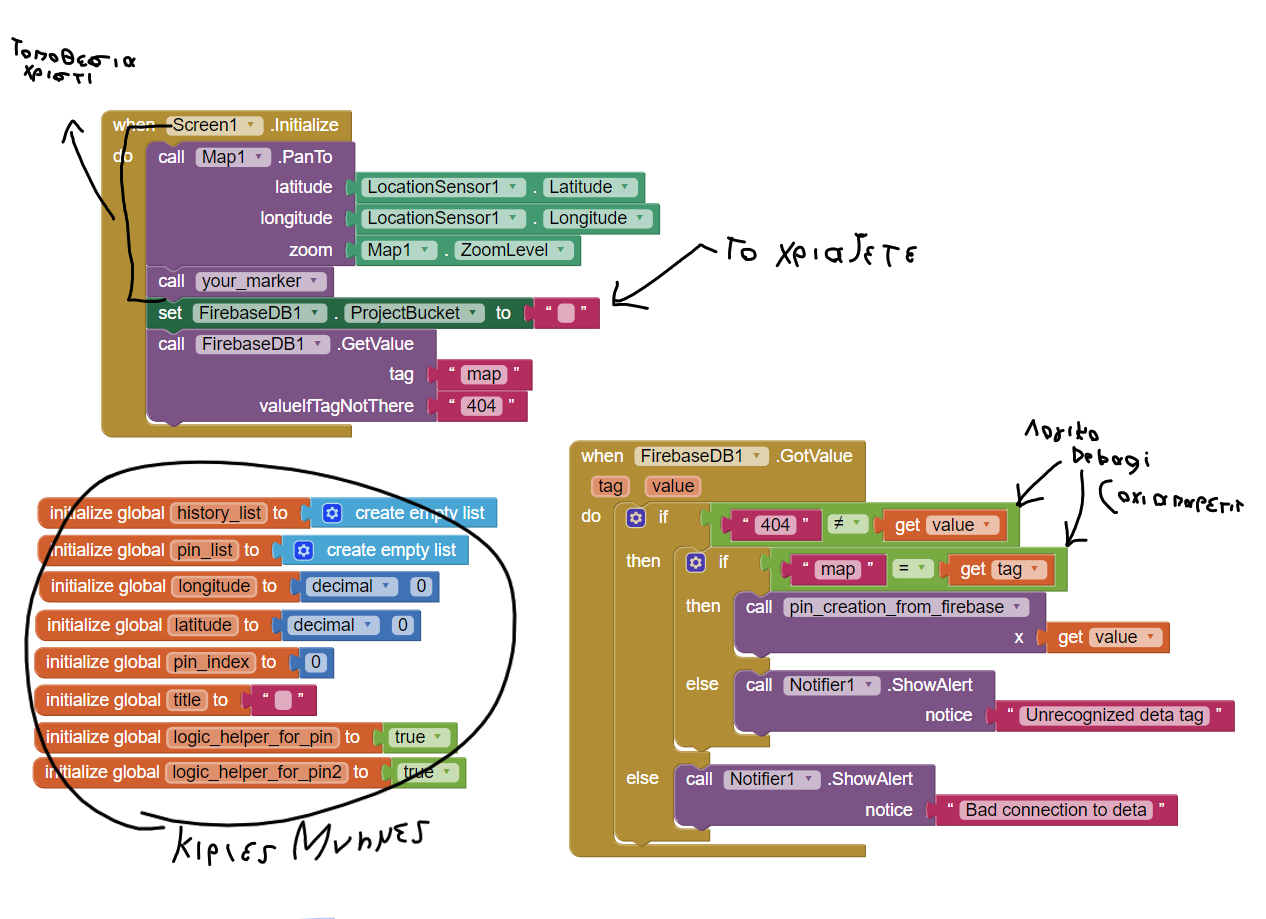 Τοποθεσια
χριστι
when Screen1 .Initialize
do call Map1 .PanTo
latitude LocationSensor1 . Latitude
longitude LocationSensor1 . Longitude
zoom Map1 . ZoomLevel
Το χριαζετε
call your_marker
set FirebaseDB1 . ProjectBucket to “ ”
call FirebaseDB1 .GetValue
tag “ map ”
valueIfTagNotThere “ 404 ”
Λογικο
Debagi
(οχι απαρετιτ
when FirebaseDB1 .GotValue
tag value
do if “ 404 ” ≠ get value
then if “ map ” = get tag
then call pin_creation_from_firebase
x get value
else call Notifier1 .ShowAlert
notice “ Unrecognized deta tag ”
else call Notifier1 .ShowAlert
notice “ Bad connection to deta ”
initialize global history_list to create empty list
initialize global pin_list to create empty list
initialize global longitude to decimal 0
initialize global latitude to decimal 0
initialize global pin_index to 0
initialize global title to “ ”
initialize global logic_helper_for_pin to true
initialize global logic_helper_for_pin2 to true
κιριες Μνημες